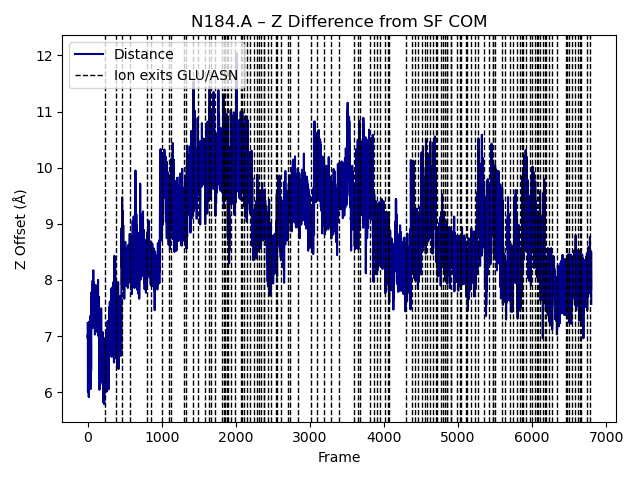 N184.A – Z Difference from SF COM
Distance
Ion exits GLU/ASN
Z Offset (Å)
12
11
10
9
8
7
6
0 1000 2000 3000 4000 5000 6000 7000
Frame